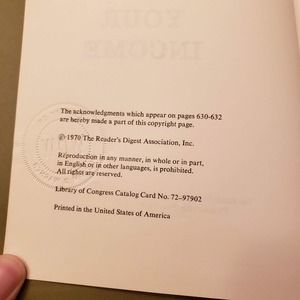 YOUR
INCOME
The acknowledgments which appear on pages 630-632
are hereby made a part of this copyright page.
© 1970 The Reader's Digest Association, Inc.
Reproduction in any manner, in whole or in part,
in English or in other languages, is prohibited.
All rights are reserved.
Library of Congress Catalog Card No. 72-97902
Printed in the United States of America